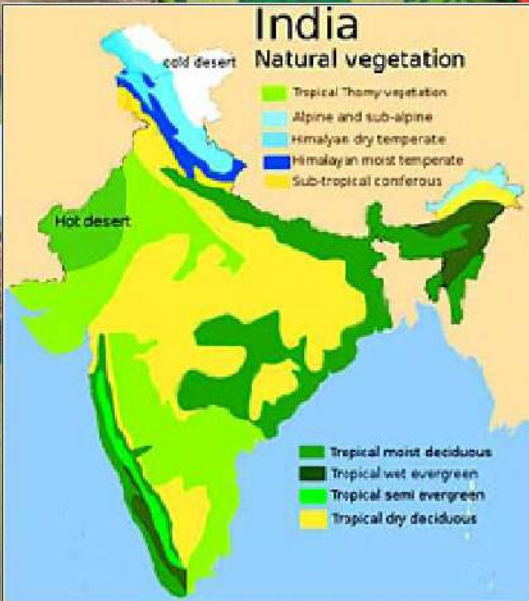 India
Natural vegetation
cold desert
Tropical Thorny vegetation
Alpine and sub-alpine
Himalyan dry temperate
Himalayan moist temperate
Sub-tropical coniferous
Hot desert
Tropical moist deciduous
Tropical wet evergreen
Tropical semi evergreen
Tropical dry deciduous